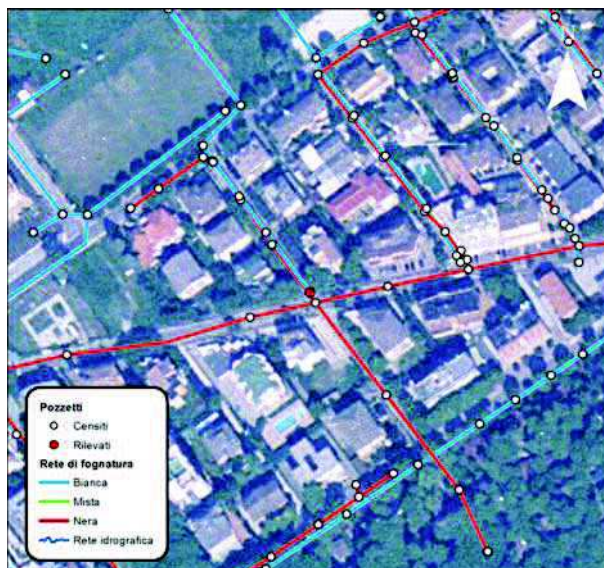 Pozzetti
Censiti
Rilevati
Rete di fognatura
Bianca
Mista
Nera
Rete idrografica